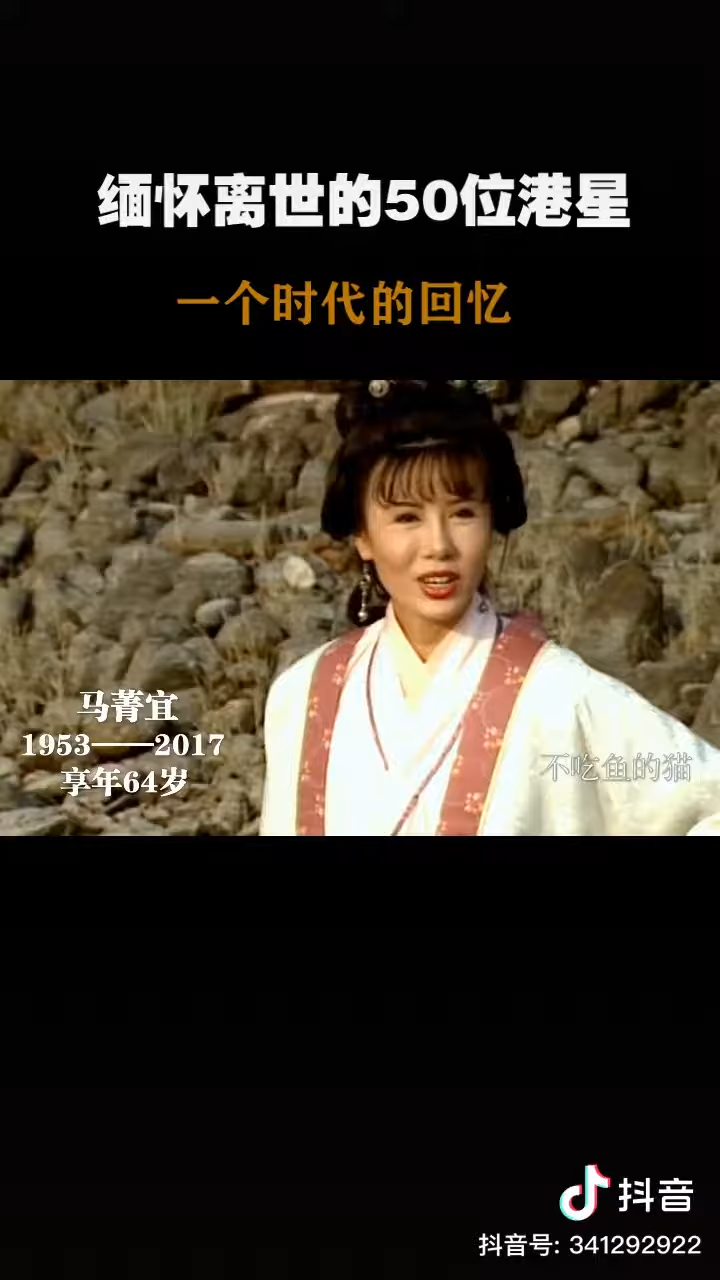 缅怀离世的50位港星
一个时代的回忆
马菁宜
1953——2017
享年64岁
不吃鱼的猫
抖音
抖音号: 341292922